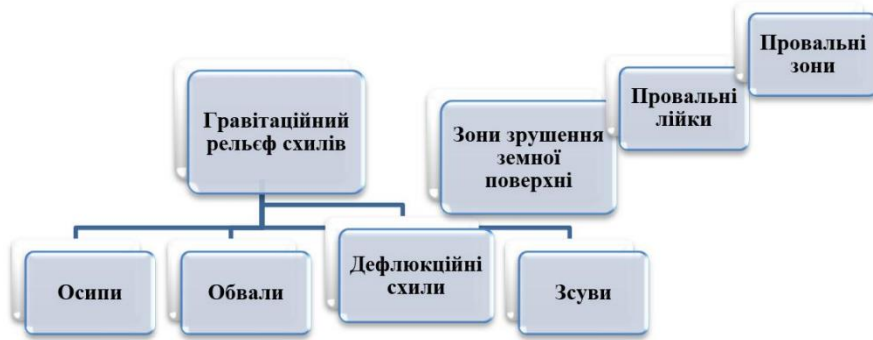 Гравітаційний
рельєф схилів
Зони зрушення
земної
поверхні
Провальні
лійки
Провальні
зони
Осипи
Обвали
Дефлюкційні
схили
Зсуви